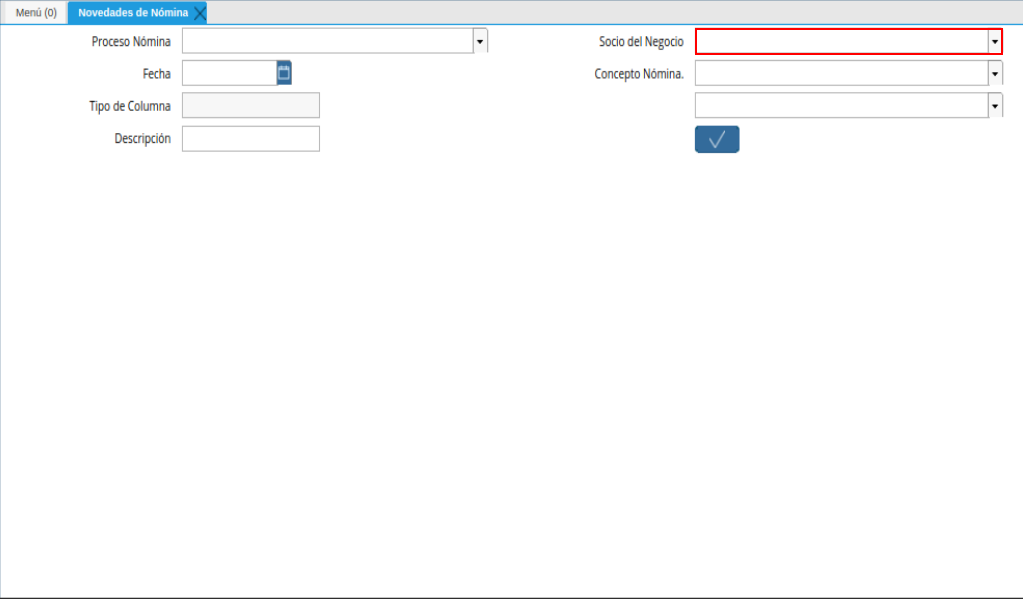 Menú (0) Novedades de Nómina
Proceso Nómina Socio del Negocio
Fecha Concepto Nómina.
Tipo de Columna
Descripción